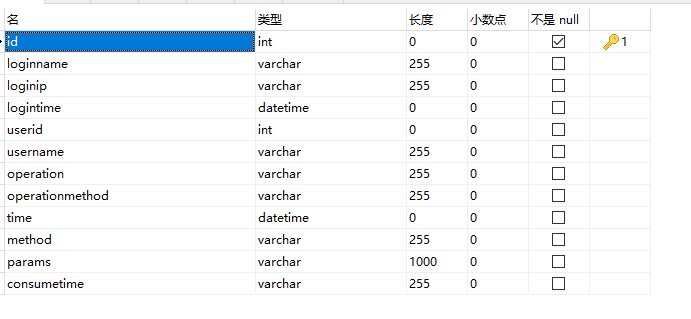 名 类型 长度 小数点 不是 null
id int 0 0 1
loginname varchar 255 0
loginip varchar 255 0
logintime datetime 0 0
userid int 0 0
username varchar 255 0
operation varchar 255 0
operationmethod varchar 255 0
time datetime 0 0
method varchar 255 0
params varchar 1000 0
consumetime varchar 255 0